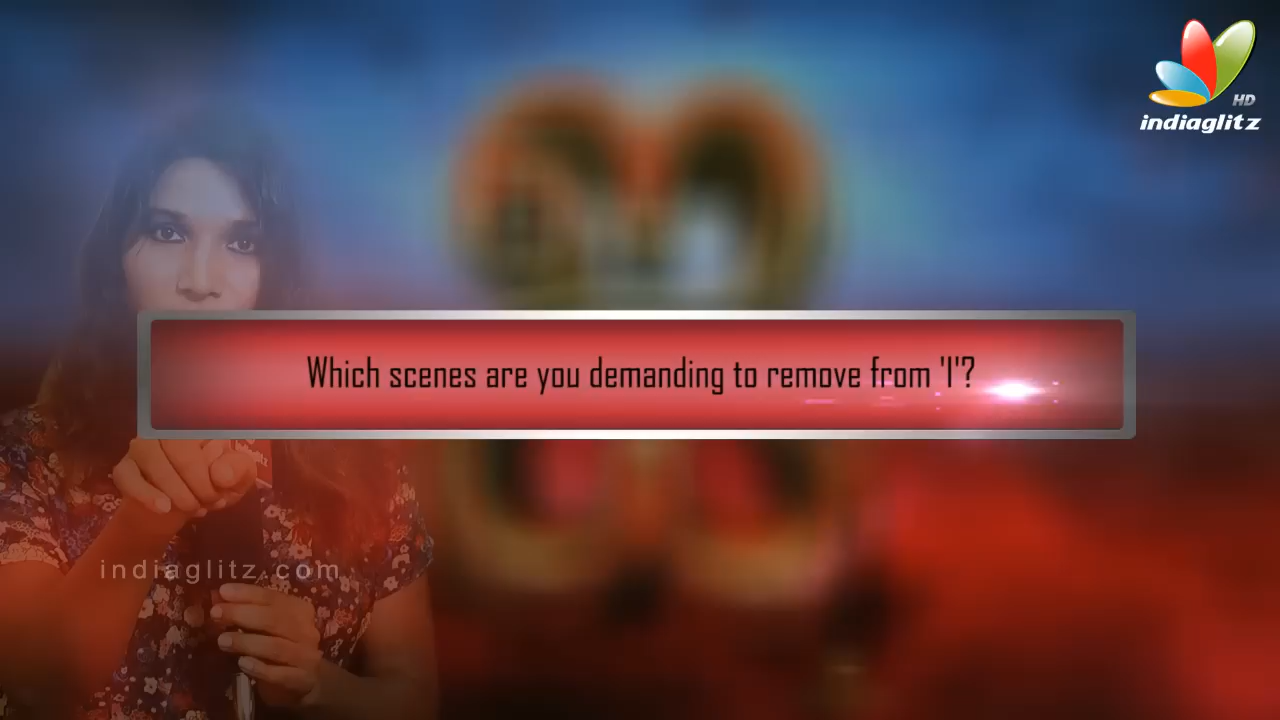 HD
indiaglitz
Which scenes are you demanding to remove from 'I'?
indiaglitz.com